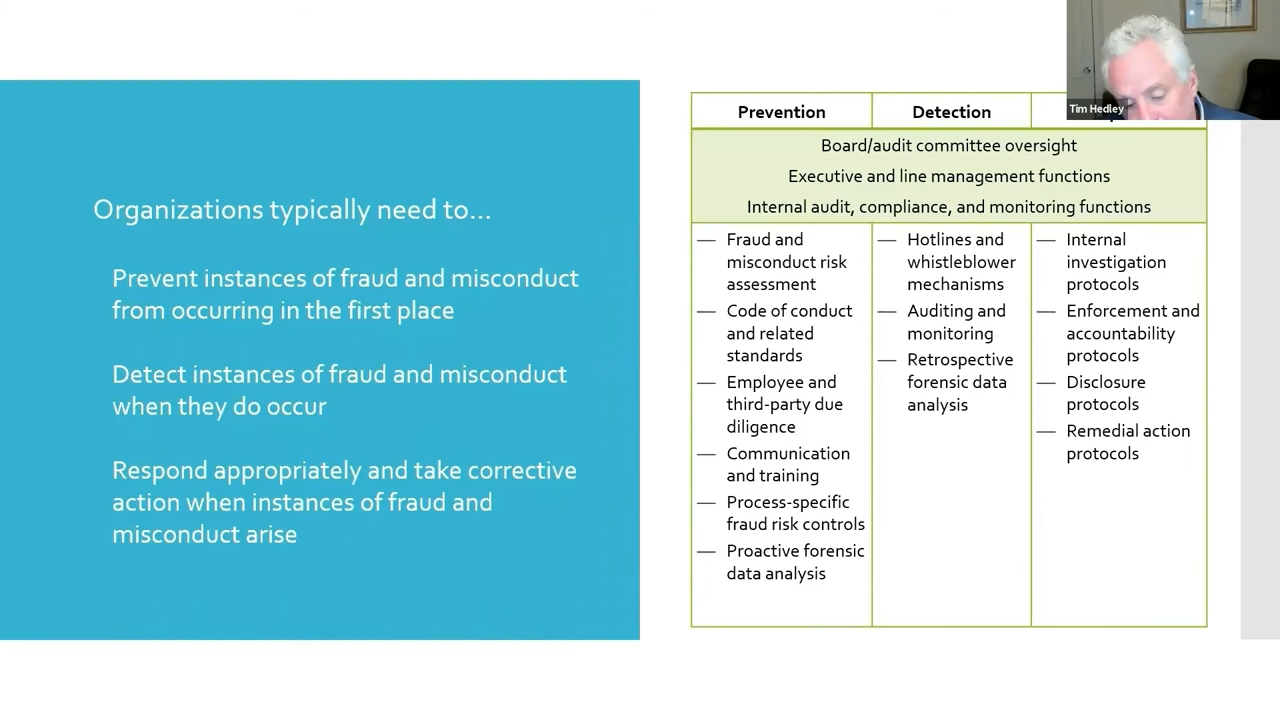 Organizations typically need to...
Prevent instances of fraud and misconduct
from occurring in the first place
Detect instances of fraud and misconduct
when they do occur
Respond appropriately and take corrective
action when instances of fraud and
misconduct arise
Prevention
Detection
Board/audit committee oversight
Executive and line management functions
Internal audit, compliance, and monitoring functions
— Fraud and
misconduct risk
assessment
— Code of conduct
and related
standards
— Employee and
third-party due
diligence
— Communication
and training
— Process-specific
fraud risk controls
— Proactive forensic
data analysis
— Hotlines and
whistleblower
mechanisms
— Auditing and
monitoring
— Retrospective
forensic data
analysis
— Internal
investigation
protocols
— Enforcement and
accountability
protocols
— Disclosure
protocols
— Remedial action
protocols
Tim Hedley